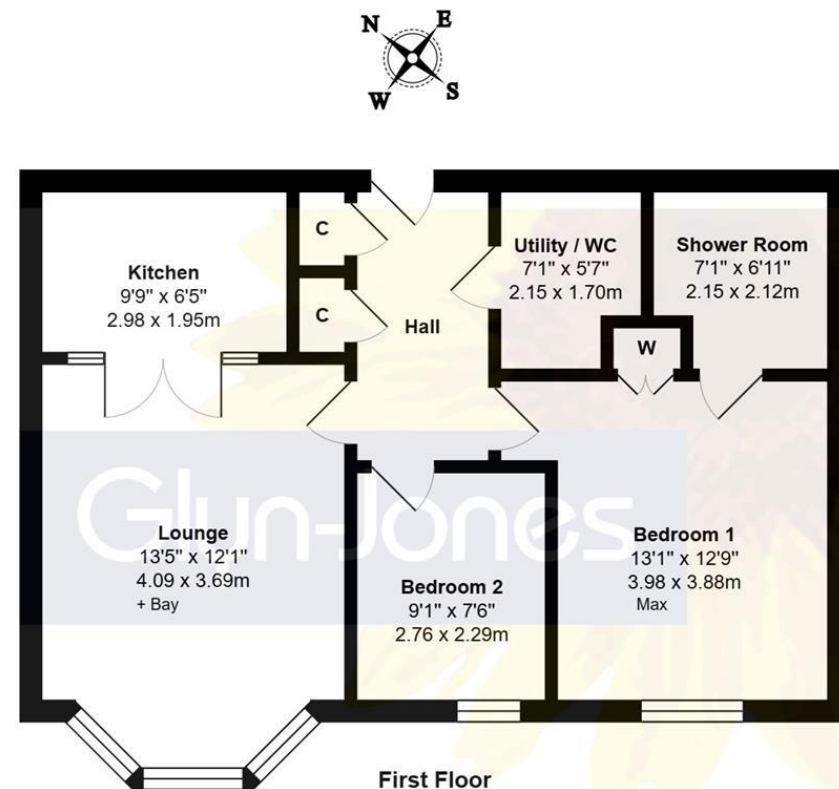 N
E
W
S
Kitchen
9'9" x 6'5"
2.98 x 1.95m
C
C
Hall
Utility / WC
7'1" x 5'7"
2.15 x 1.70m
Shower Room
7'1" x 6'11"
2.15 x 2.12m
W
Glyn-Jones
Lounge
13'5" x 12'1"
4.09 x 3.69m
+ Bay
Bedroom 2
9'1" x 7'6"
2.76 x 2.29m
Bedroom 1
13'1" x 12'9"
3.98 x 3.88m
Max
First Floor